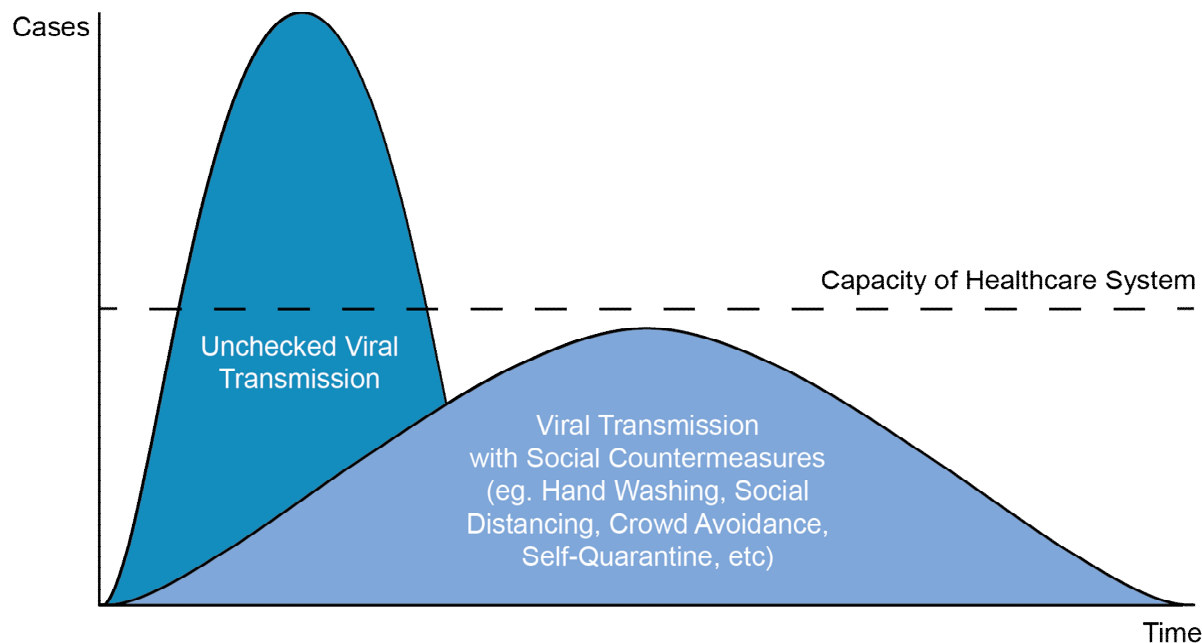 Cases
Capacity of Healthcare System
Unchecked Viral
Transmission
Viral Transmission
with Social Countermeasures
(eg. Hand Washing, Social
Distancing, Crowd Avoidance,
Self-Quarantine, etc)
Time